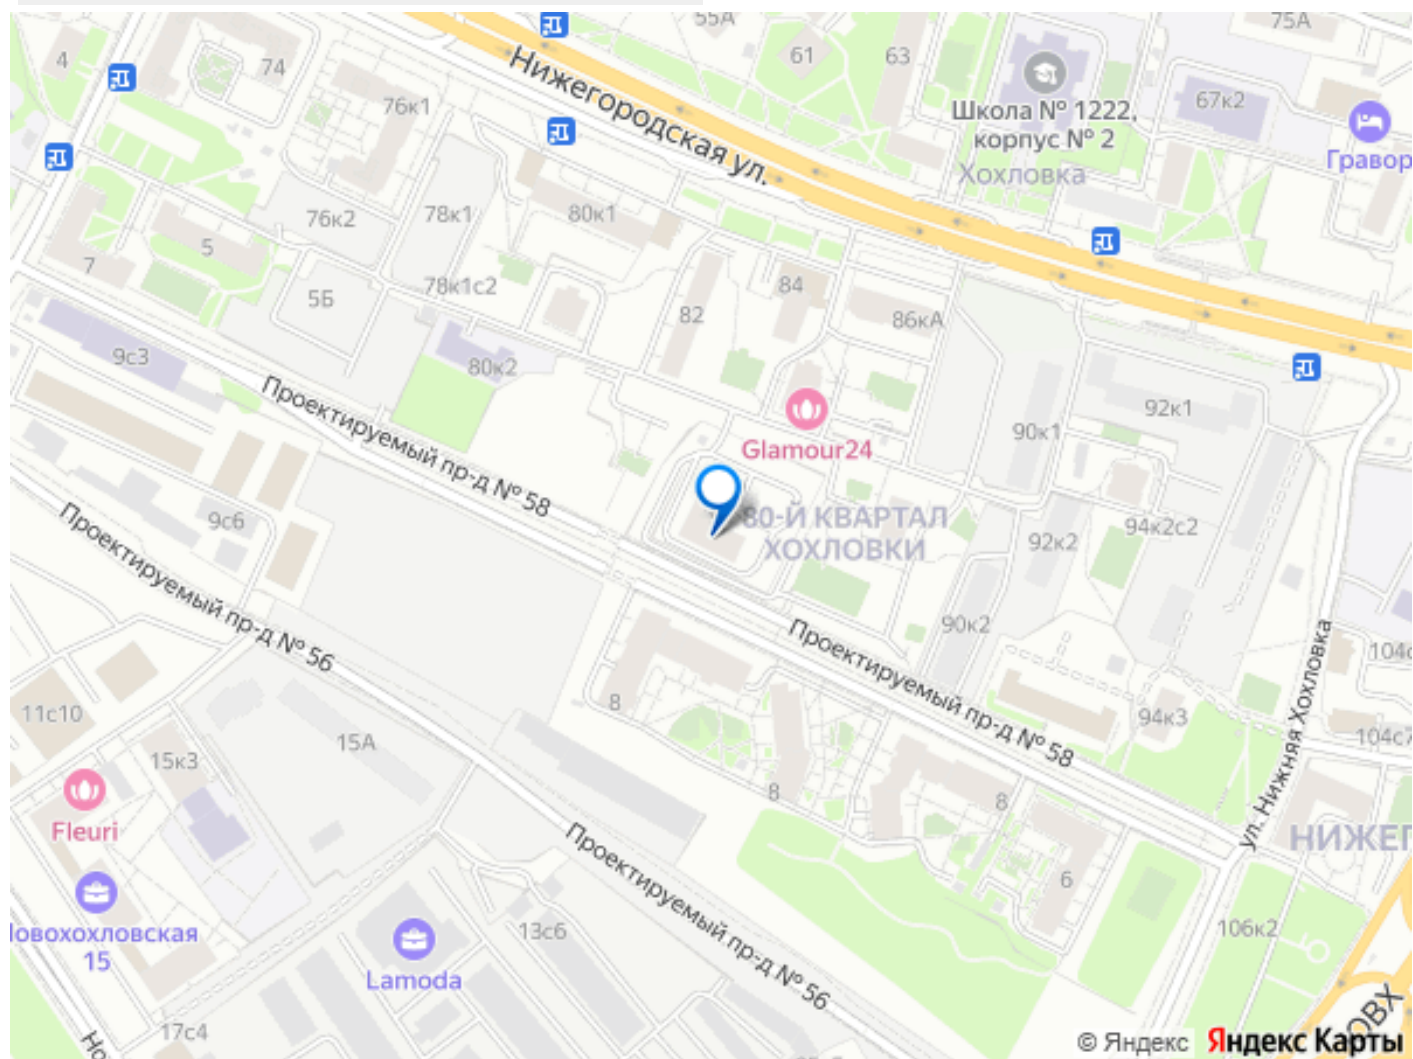 55А
75А
4
74
61
63
76к1
67к2
Нижегородская ул.
Школа № 1222,
корпус № 2
Хохловка
76к2
78к1
80к1
5
7
5Б
78к1с2
82
84
86кА
9с3
80к2
Проектируемый пр-д № 58
Glamour24
90к1
92к1
9с6
80-Й КВАРТАЛ
ХОХЛОВКИ
92к2
94к2с2
Проектируемый пр-д № 56
90к2
Проектируемый пр-д № 58
ул. Нижняя Хохловка
8
11с10
15А
15к3
94к3
104с7
8
8
Fleuri
6
Проектируемый пр-д № 56
овохохловская
15
13с6
Lamoda
106к2
17с4
© Яндекс Яндекс Карты